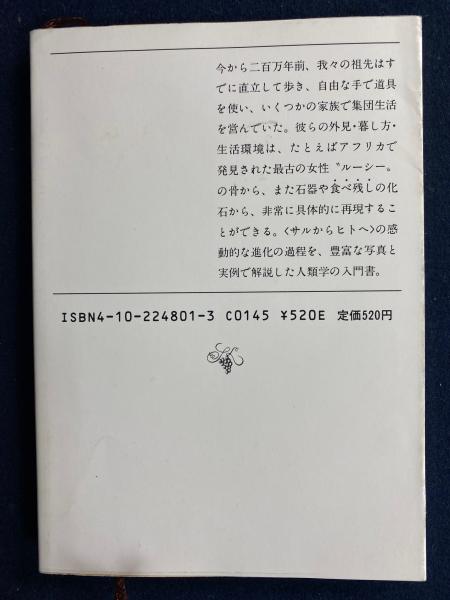 今から二百万年前、我々の祖先はす
でに直立して歩き、自由な手で道具
を使い、いくつかの家族で集団生活
を営んでいた。彼らの外見・暮し方・
生活環境は、たとえばアフリカで
発見された最古の女性〝ルーシー〟
の骨から、また石器や食べ残しの化
石から、非常に具体的に再現するこ
とができる。〈サルからヒトへ〉の感
動的な進化の過程を、豊富な写真と
実例で解説した人類学の入門書。
ISBN4-10-224801-3 C0145 ¥520E 定価520円